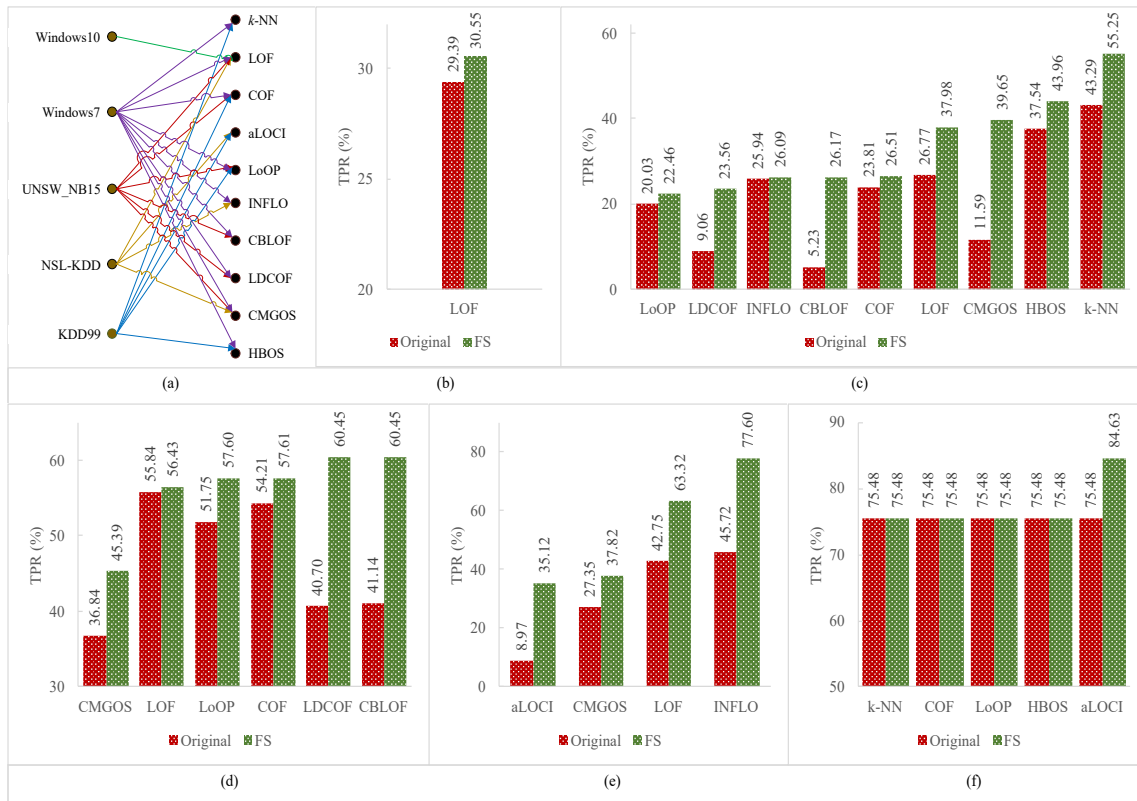 Windows10
Windows7
UNSW_NB15
NSL-KDD
KDD99
k-NN
LOF
COF
aLOCI
LoOP
INFLO
CBLOF
LDCOF
CMGOS
HBOS
(a)
TPR (%)
30
25
20
29.39
30.55
LOF
Original FS
(b)
TPR (%)
60
40
20
0
20.03
22.46
9.06
23.56
25.94
26.09
5.23
26.17
23.81
26.51
26.77
37.98
11.59
39.65
37.54
43.96
43.29
55.25
LoOP LDCOF INFLO CBLOF COF LOF CMGOS HBOS k-NN
Original FS
(c)
TPR (%)
60
50
40
30
36.84
45.39
55.84
56.43
51.75
57.60
54.21
57.61
40.70
60.45
41.14
60.45
CMGOS LOF LoOP COF LDCOF CBLOF
Original FS
(d)
TPR (%)
80
60
40
20
0
8.97
35.12
27.35
37.82
42.75
63.32
45.72
77.60
aLOCI CMGOS LOF INFLO
Original FS
(e)
TPR (%)
90
80
70
60
50
75.48
75.48
75.48
75.48
75.48
75.48
75.48
75.48
75.48
84.63
k-NN COF LoOP HBOS aLOCI
Original FS
(f)